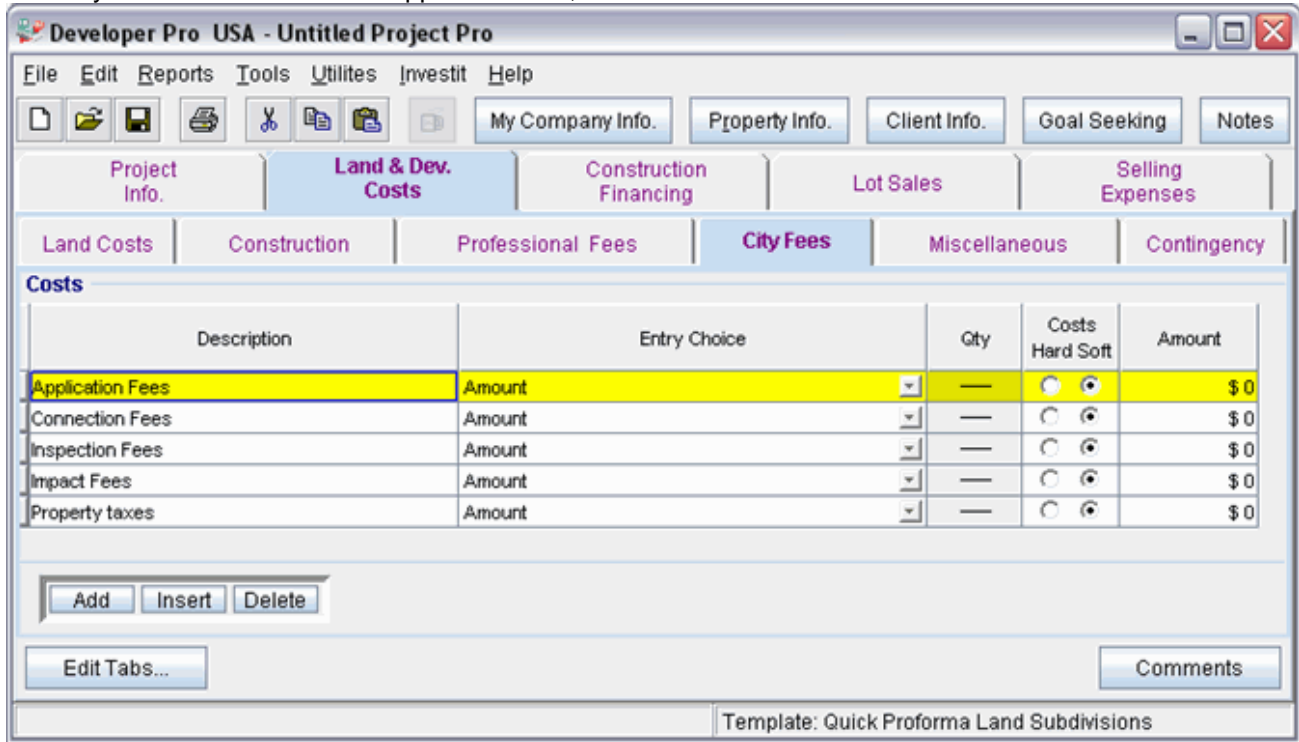 Developer Pro USA - Untitled Project Pro
File Edit Reports Tools Utilites Investit Help
My Company Info. Property Info. Client Info. Goal Seeking Notes
Project Info. Land & Dev. Costs Construction Financing Lot Sales Selling Expenses
Land Costs Construction Professional Fees City Fees Miscellaneous Contingency
Costs
Description Entry Choice Qty Costs Hard Soft Amount
Application Fees Amount — $ 0
Connection Fees Amount — $ 0
Inspection Fees Amount — $ 0
Impact Fees Amount — $ 0
Property taxes Amount — $ 0
Add Insert Delete
Edit Tabs... Comments
Template: Quick Proforma Land Subdivisions